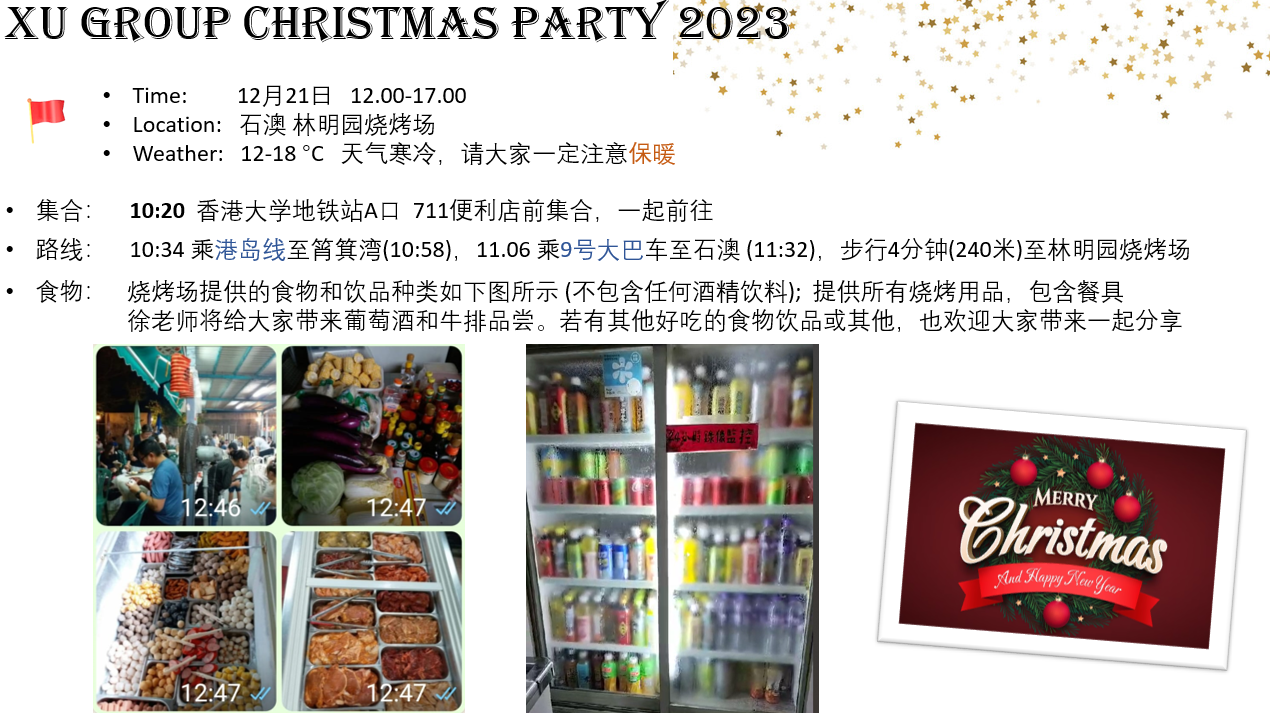 XU GROUP CHRISTMAS PARTY 2023
• Time: 12月21日 12.00-17.00
• Location: 石澳 林明园烧烤场
• Weather: 12-18 °C 天气寒冷，请大家一定注意保暖
• 集合： 10:20 香港大学地铁站A口 711便利店前集合，一起前往
• 路线： 10:34 乘港岛线至筲箕湾(10:58)，11.06 乘9号大巴车至石澳 (11:32)，步行4分钟(240米)至林明园烧烤场
• 食物： 烧烤场提供的食物和饮品种类如下图所示 (不包含任何酒精饮料); 提供所有烧烤用品，包含餐具
徐老师将给大家带来葡萄酒和牛排品尝。若有其他好吃的食物饮品或其他，也欢迎大家带来一起分享
12:46
12:47
12:47
12:47
MERRY
Christmas
And Happy New Year